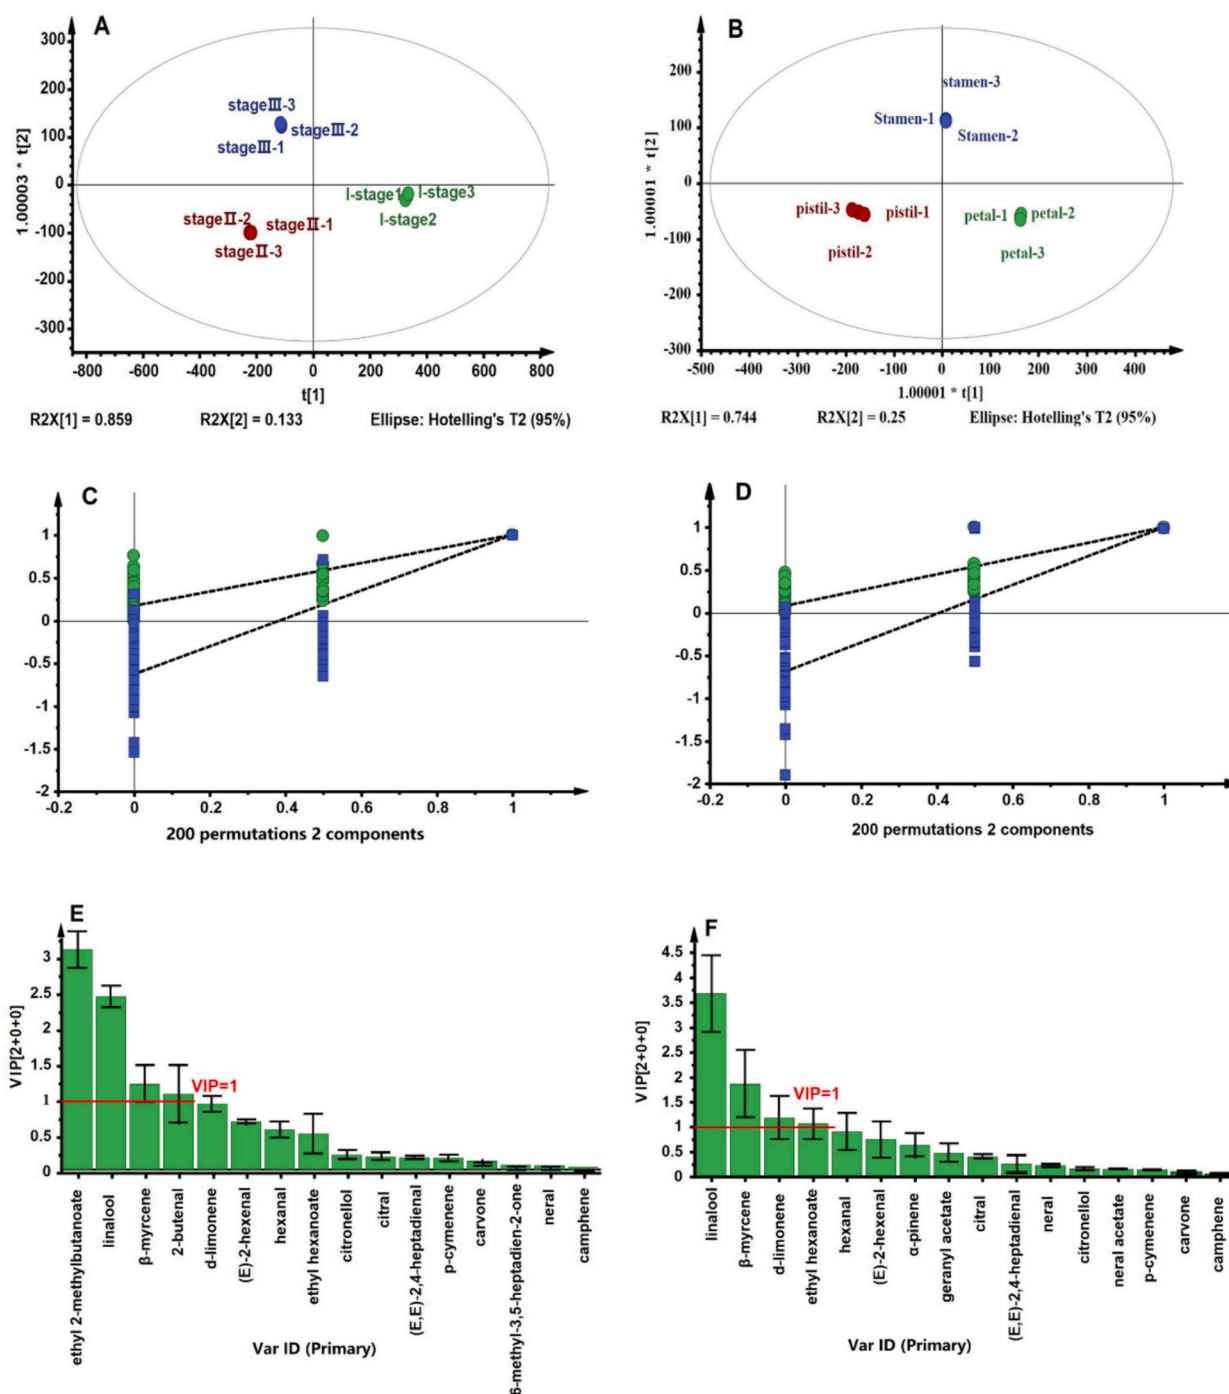 A
300
200
100
0
-100
-200
-300
1.00003 * t[2]
stageⅢ-3
stageⅢ-2
stageⅢ-1
I-stage1
I-stage3
I-stage2
stageⅡ-2
stageⅡ-1
stageⅡ-3
-800 -600 -400 -200 0 200 400 600 800
t[1]
R2X[1] = 0.859 R2X[2] = 0.133 Ellipse: Hotelling's T2 (95%)
B
200
100
0
-100
-200
-300
1.00001 * t[2]
stamen-3
Stamen-1
Stamen-2
pistil-3
pistil-1
pistil-2
petal-1
petal-2
petal-3
-500 -400 -300 -200 -100 0 100 200 300 400
1.00001 * t[1]
R2X[1] = 0.744 R2X[2] = 0.25 Ellipse: Hotelling's T2 (95%)
C
1
0.5
0
-0.5
-1
-1.5
-2
-0.2 0 0.2 0.4 0.6 0.8 1
200 permutations 2 components
D
1
0.5
0
-0.5
-1
-1.5
-2
-0.2 0 0.2 0.4 0.6 0.8 1
200 permutations 2 components
E
3
2.5
2
1.5
1
0.5
0
VIP[2+0+0]
VIP=1
ethyl 2-methylbutanoate
linalool
β-myrcene
2-butenal
d-limonene
(E)-2-hexenal
hexanal
ethyl hexanoate
citronellol
citral
(E,E)-2,4-heptadienal
p-cymenene
carvone
6-methyl-3,5-heptadien-2-one
neral
camphene
Var ID (Primary)
F
4.5
4
3.5
3
2.5
2
1.5
1
0.5
0
VIP[2+0+0]
VIP=1
linalool
β-myrcene
d-limonene
ethyl hexanoate
hexanal
(E)-2-hexenal
α-pinene
geranyl acetate
citral
(E,E)-2,4-heptadienal
neral
citronellol
neral acetate
p-cymenene
carvone
camphene
Var ID (Primary)